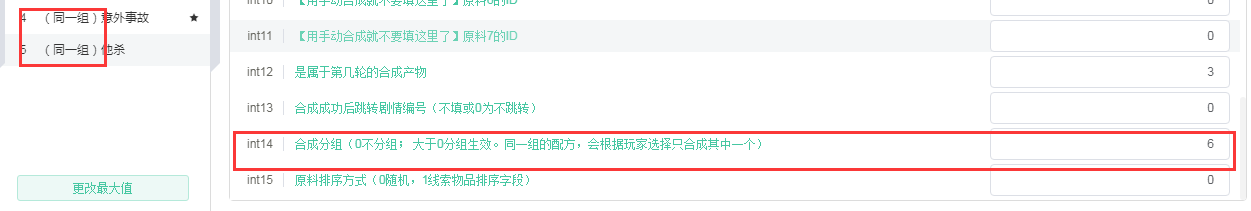 4 （同一组）意外事故 ★
5 （同一组）他杀
更改最大值
int10 【用手动合成就不要填这里了】原料6的ID 0
int11 【用手动合成就不要填这里了】原料7的ID 0
int12 是属于第几轮的合成产物 3
int13 合成成功后跳转剧情编号（不填或0为不跳转） 0
int14 合成分组（0不分组； 大于0分组生效。同一组的配方，会根据玩家选择只合成其中一个） 6
int15 原料排序方式（0随机，1线索物品排序字段） 0